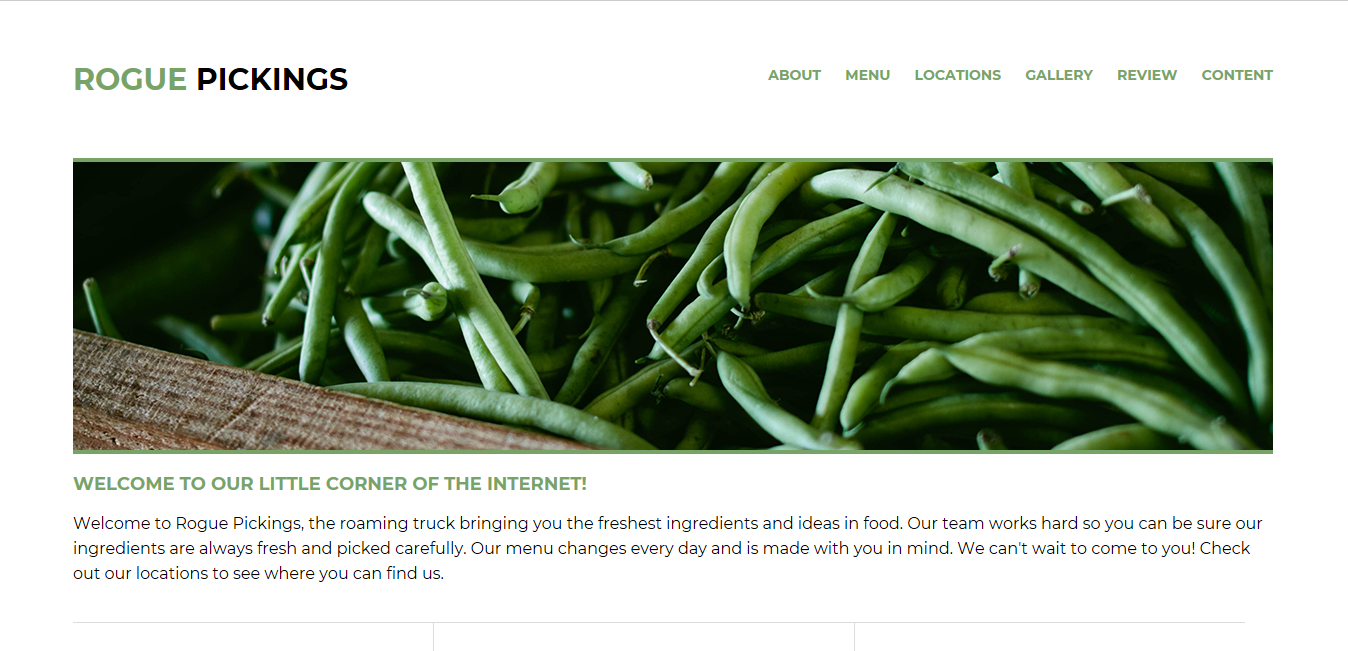 ROGUE PICKINGS
ABOUT MENU LOCATIONS GALLERY REVIEW CONTENT
WELCOME TO OUR LITTLE CORNER OF THE INTERNET!
Welcome to Rogue Pickings, the roaming truck bringing you the freshest ingredients and ideas in food. Our team works hard so you can be sure our
ingredients are always fresh and picked carefully. Our menu changes every day and is made with you in mind. We can't wait to come to you! Check
out our locations to see where you can find us.